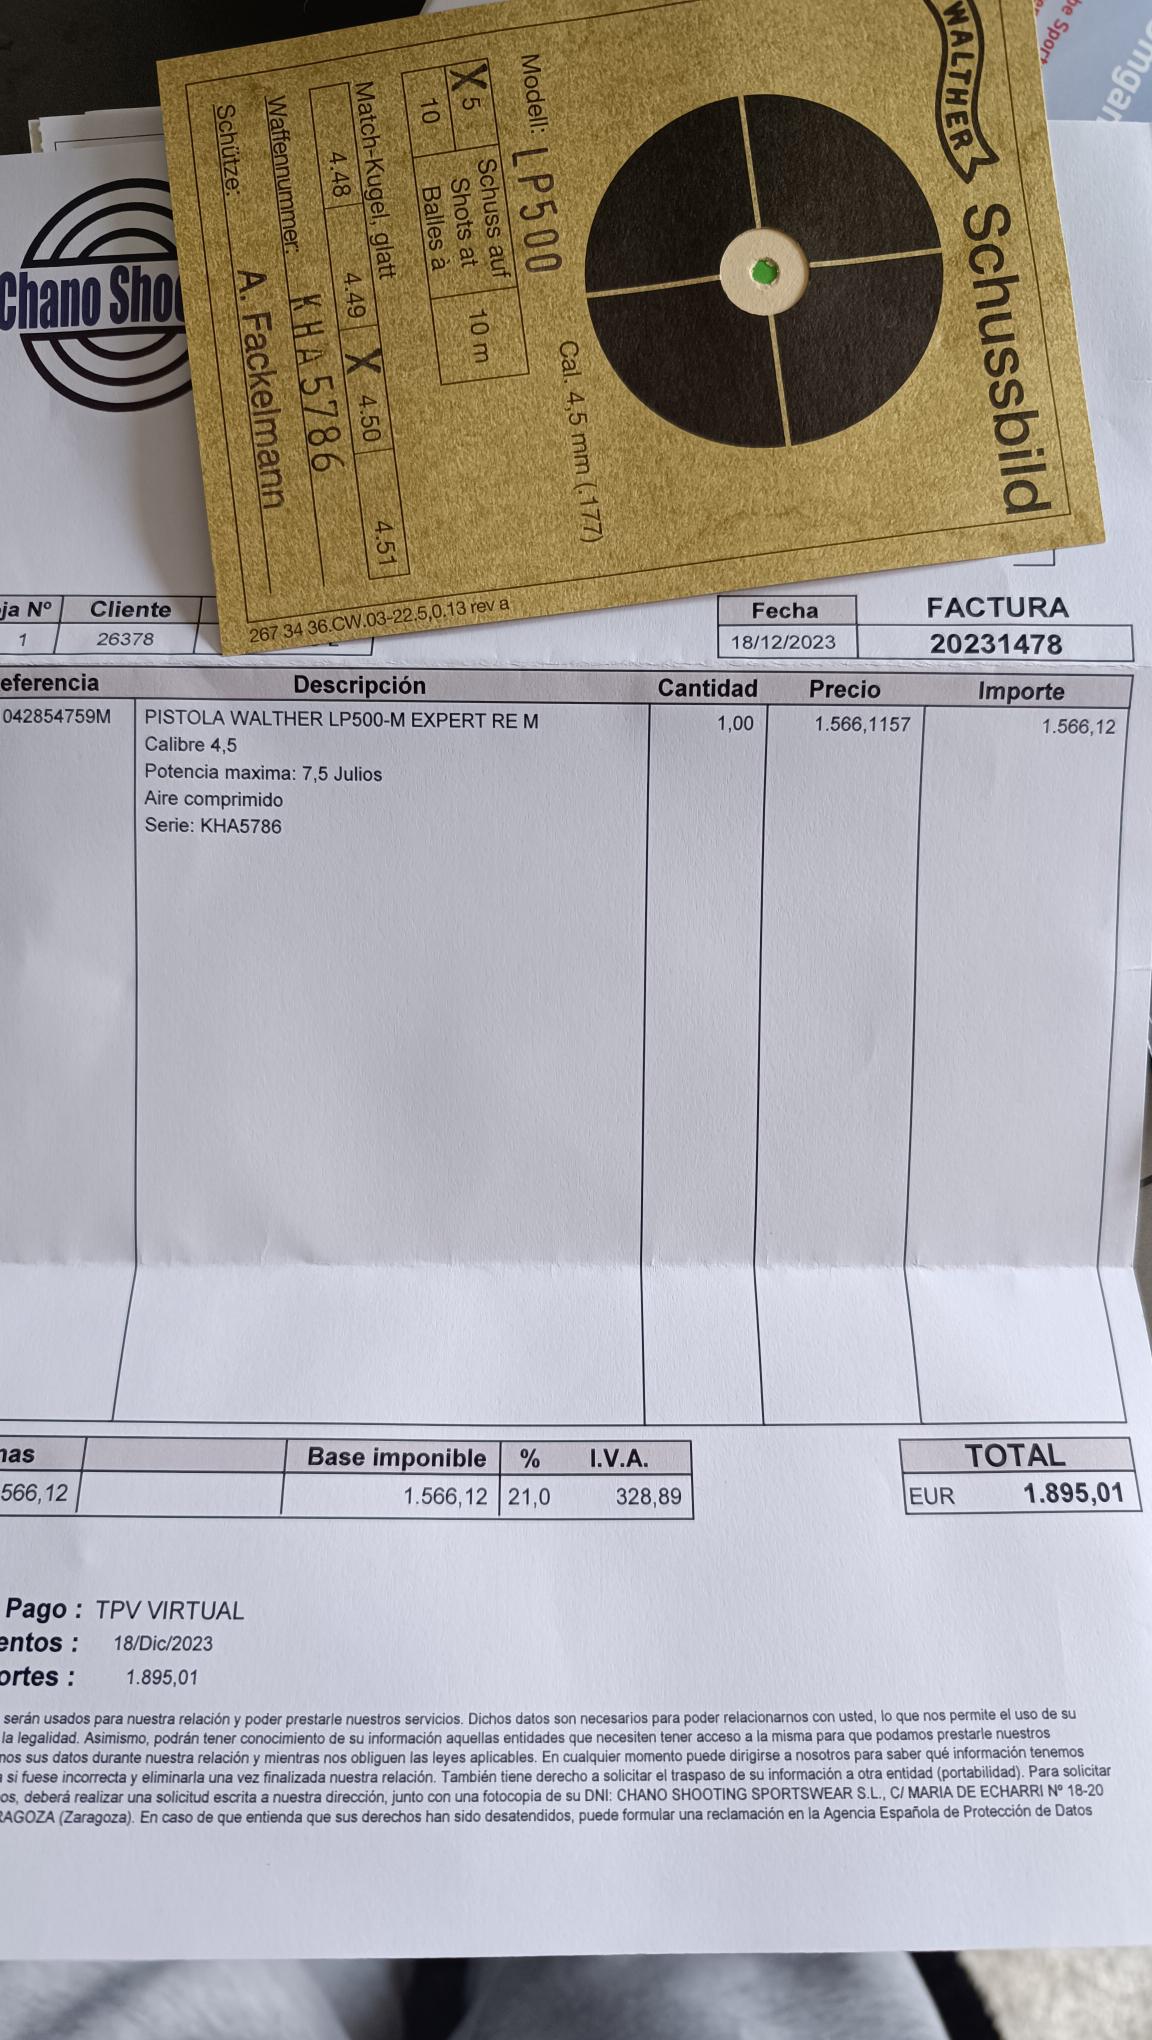 WALTHER
Schussbild
Modell: LP500
Cal. 4,5 mm (.177)
X 5 Schuss auf
10 Shots at 10 m
Balles à
Match-Kugel, glatt
4.48 4.49 X 4.50 4.51
Waffennummer: KHA5786
Schütze: A. Fackelmann
267 34 36.CW.03-22.5,0.13 rev a
be Sport
omgan
Chano Shoo
ja Nº Cliente
1 26378
Fecha FACTURA
18/12/2023 20231478
eferencia Descripción Cantidad Precio Importe
042854759M PISTOLA WALTHER LP500-M EXPERT RE M 1,00 1.566,1157 1.566,12
Calibre 4,5
Potencia maxima: 7,5 Julios
Aire comprimido
Serie: KHA5786
nas Base imponible % I.V.A. TOTAL
566,12 1.566,12 21,0 328,89 EUR 1.895,01
Pago : TPV VIRTUAL
entos : 18/Dic/2023
ortes : 1.895,01
serán usados para nuestra relación y poder prestarle nuestros servicios. Dichos datos son necesarios para poder relacionarnos con usted, lo que nos permite el uso de su
la legalidad. Asimismo, podrán tener conocimiento de su información aquellas entidades que necesiten tener acceso a la misma para que podamos prestarle nuestros
nos sus datos durante nuestra relación y mientras nos obliguen las leyes aplicables. En cualquier momento puede dirigirse a nosotros para saber qué información tenemos
si fuese incorrecta y eliminarla una vez finalizada nuestra relación. También tiene derecho a solicitar el traspaso de su información a otra entidad (portabilidad). Para solicitar
os, deberá realizar una solicitud escrita a nuestra dirección, junto con una fotocopia de su DNI: CHANO SHOOTING SPORTSWEAR S.L., C/ MARIA DE ECHARRI Nº 18-20
RAGOZA (Zaragoza). En caso de que entienda que sus derechos han sido desatendidos, puede formular una reclamación en la Agencia Española de Protección de Datos